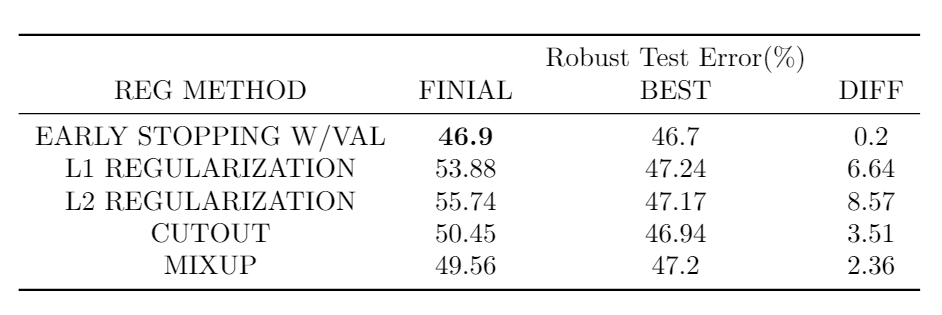 Robust Test Error(%)
REG METHOD FINIAL BEST DIFF
EARLY STOPPING W/VAL 46.9 46.7 0.2
L1 REGULARIZATION 53.88 47.24 6.64
L2 REGULARIZATION 55.74 47.17 8.57
CUTOUT 50.45 46.94 3.51
MIXUP 49.56 47.2 2.36